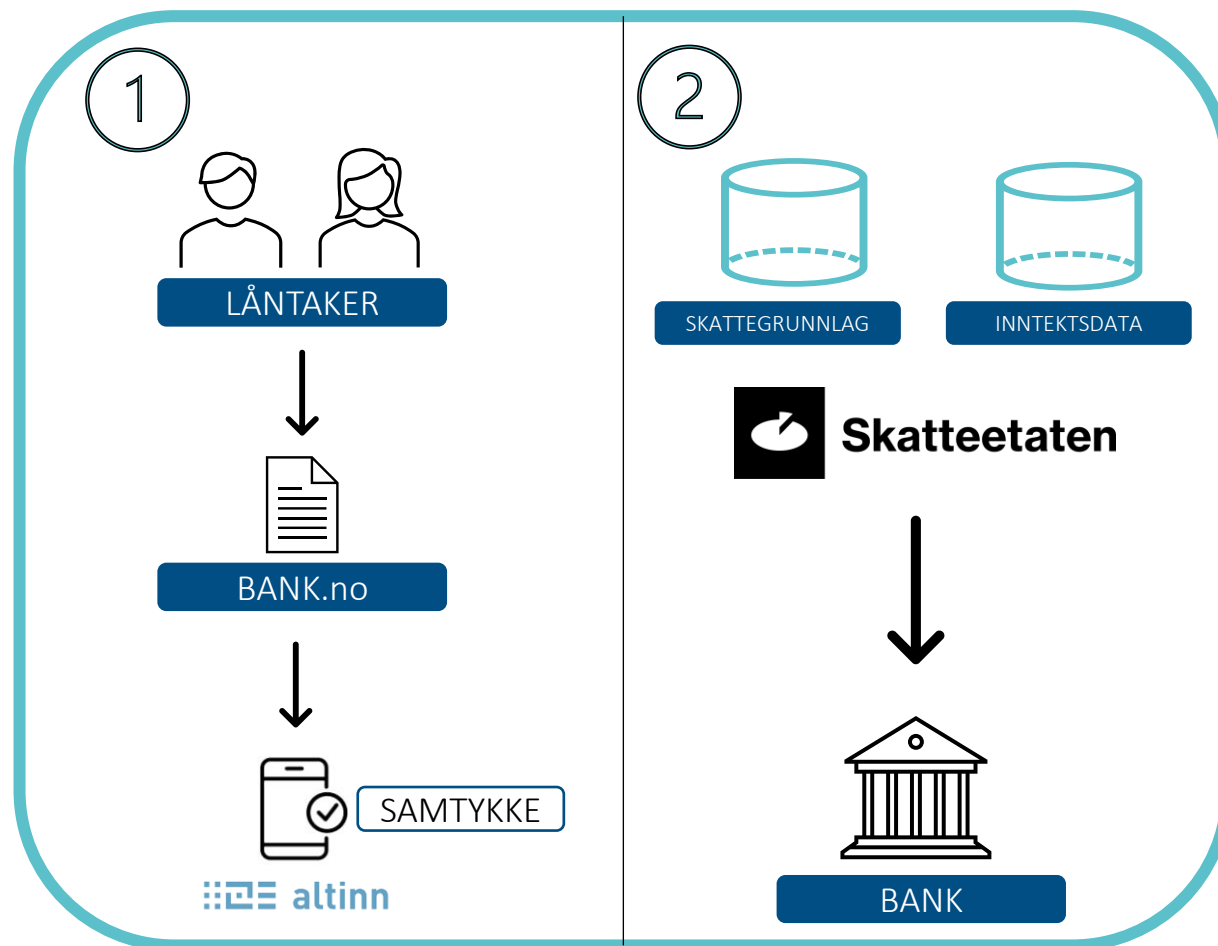 1
LÅNTAKER
BANK.no
SAMTYKKE
altinn
2
SKATTEGRUNNLAG
INNTEKTSDATA
Skatteetaten
BANK